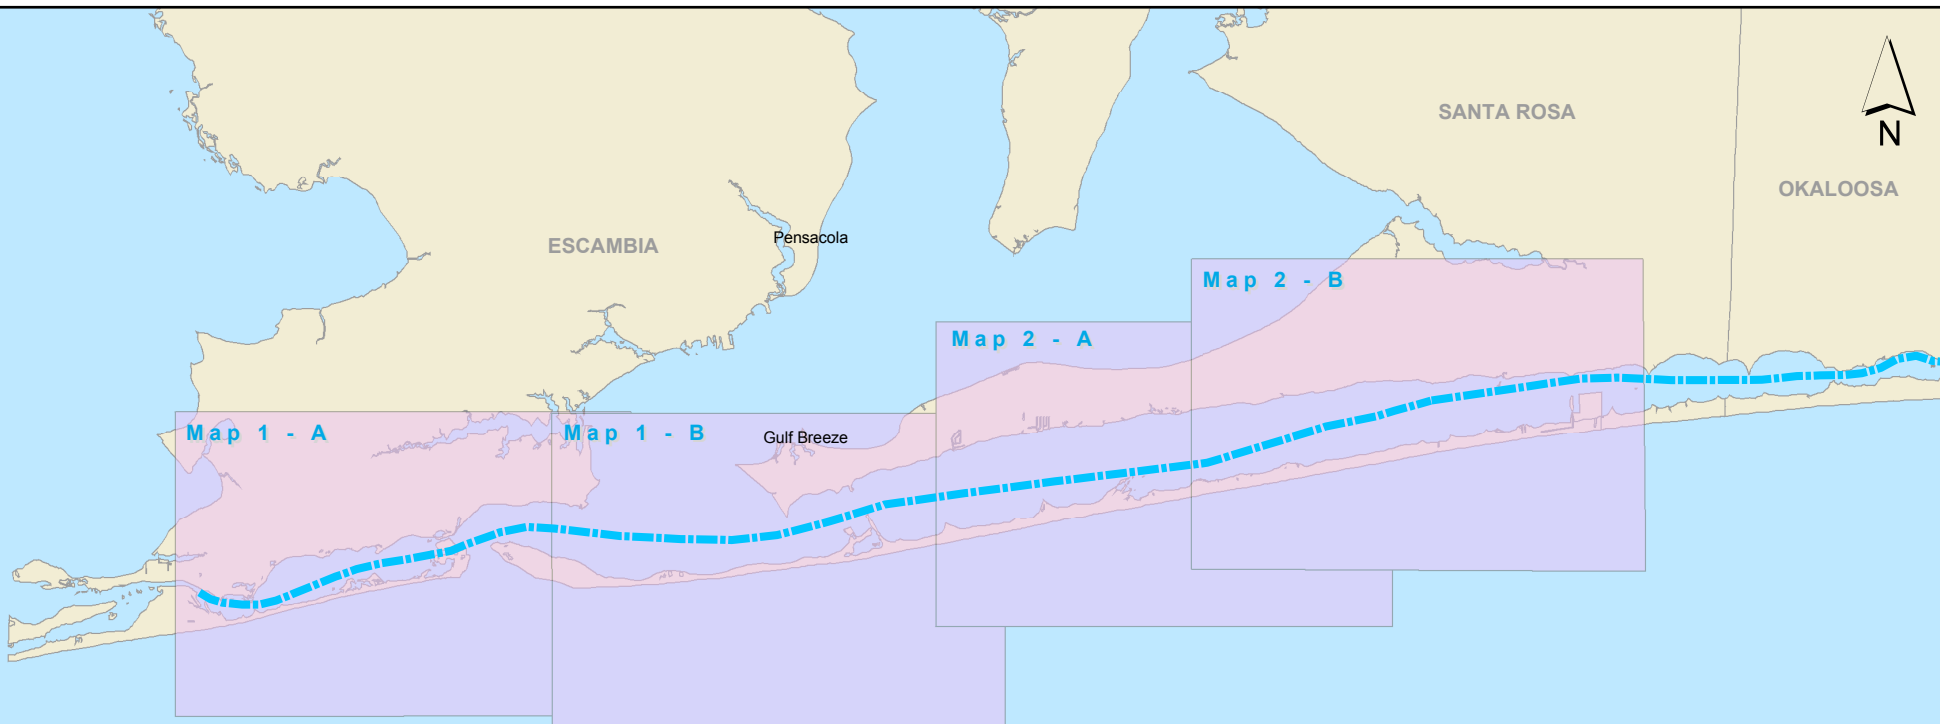 SANTA ROSA
N
OKALOOSA
ESCAMBIA
Pensacola
Map 2 - B
Map 2 - A
Map 1 - A
Map 1 - B
Gulf Breeze